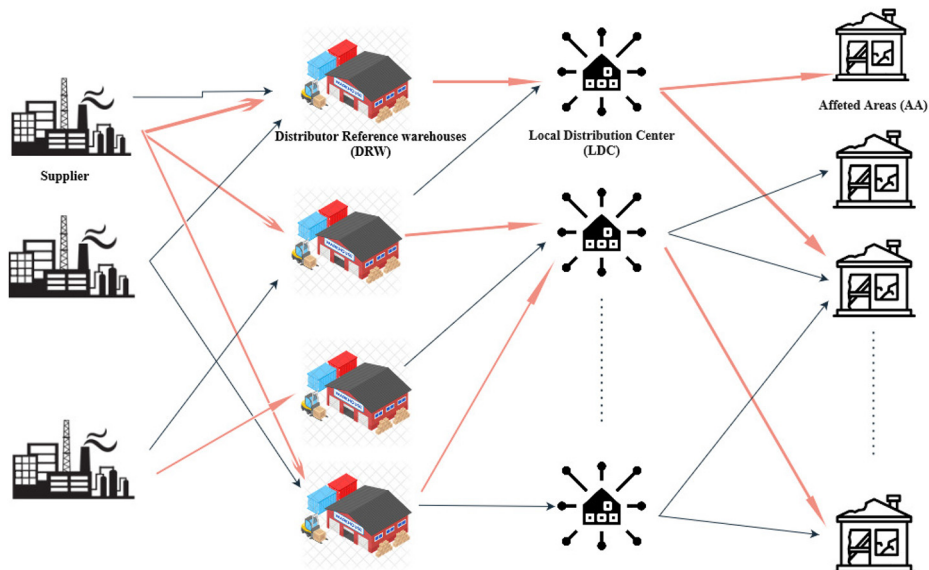 Supplier
Distributor Reference warehouses
(DRW)
Local Distribution Center
(LDC)
Affeted Areas (AA)